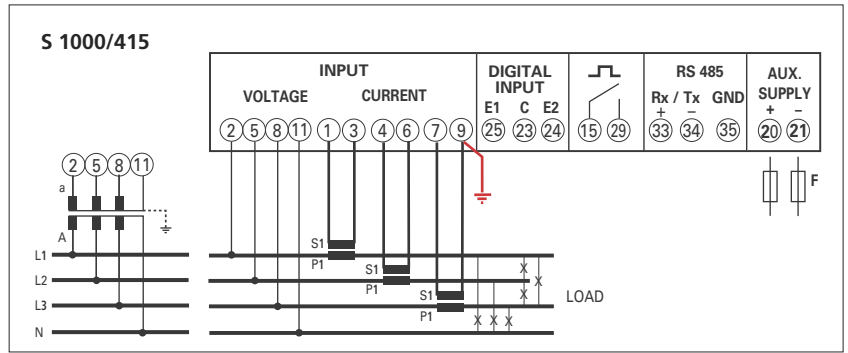 S 1000/415
INPUT
VOLTAGE CURRENT
2 5 8 11 1 3 4 6 7 9
DIGITAL
INPUT
E1 C E2
25 23 24
15 29
RS 485
Rx / Tx GND
+ −
33 34 35
AUX.
SUPPLY
+ −
20 21
F
2 5 8 11
a
A
L1
L2
L3
N
S1
P1
S1
P1
S1
P1
X
X
X
X X X
LOAD